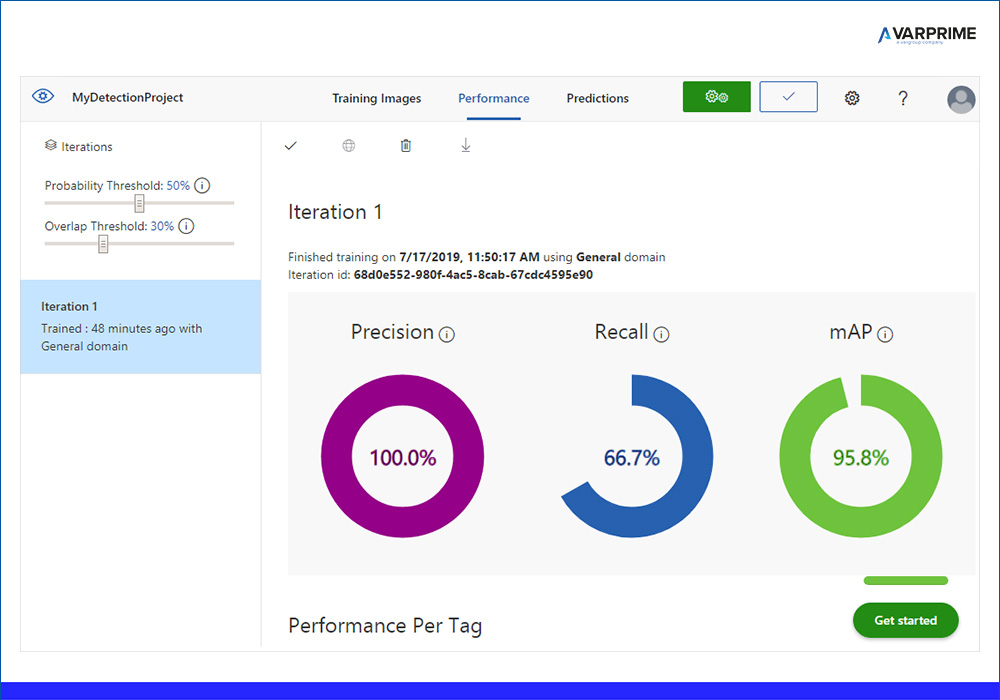 VARPRIME
a vargroup company
MyDetectionProject
Training Images
Performance
Predictions
?
Iterations
Probability Threshold: 50%
Overlap Threshold: 30%
Iteration 1
Trained : 48 minutes ago with
General domain
Iteration 1
Finished training on 7/17/2019, 11:50:17 AM using General domain
Iteration id: 68d0e552-980f-4ac5-8cab-67cdc4595e90
Precision
Recall
mAP
100.0%
66.7%
95.8%
Performance Per Tag
Get started